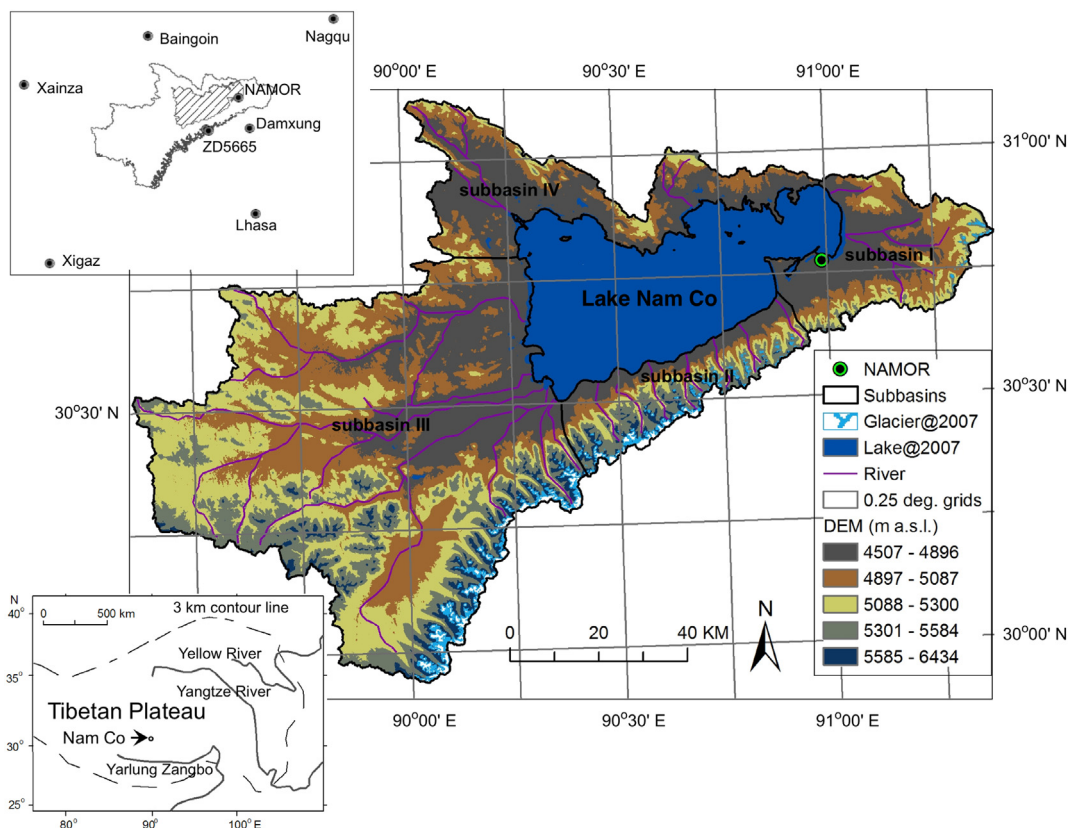 Nagqu
Baingoin
Xainza
NAMOR
Damxung
ZD5665
Lhasa
Xigaz
90°00' E
90°30' E
91°00' E
31°00' N
30°30' N
30°00' N
30°30' N
subbasin IV
subbasin I
Lake Nam Co
subbasin II
subbasin III
NAMOR
Subbasins
Glacier@2007
Lake@2007
River
0.25 deg. grids
DEM (m a.s.l.)
4507 - 4896
4897 - 5087
5088 - 5300
5301 - 5584
5585 - 6434
N
0 20 40 KM
90°00' E
90°30' E
91°00' E
N
0 500 km
3 km contour line
40°
35°
30°
25°
Yellow River
Yangtze River
Tibetan Plateau
Nam Co
Yarlung Zangbo
80° 90° 100° E